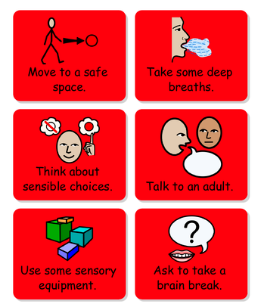 Move to a safe
space.
Take some deep
breaths.
Think about
sensible choices.
Talk to an adult.
?
Use some sensory
equipment.
Ask to take a
brain break.